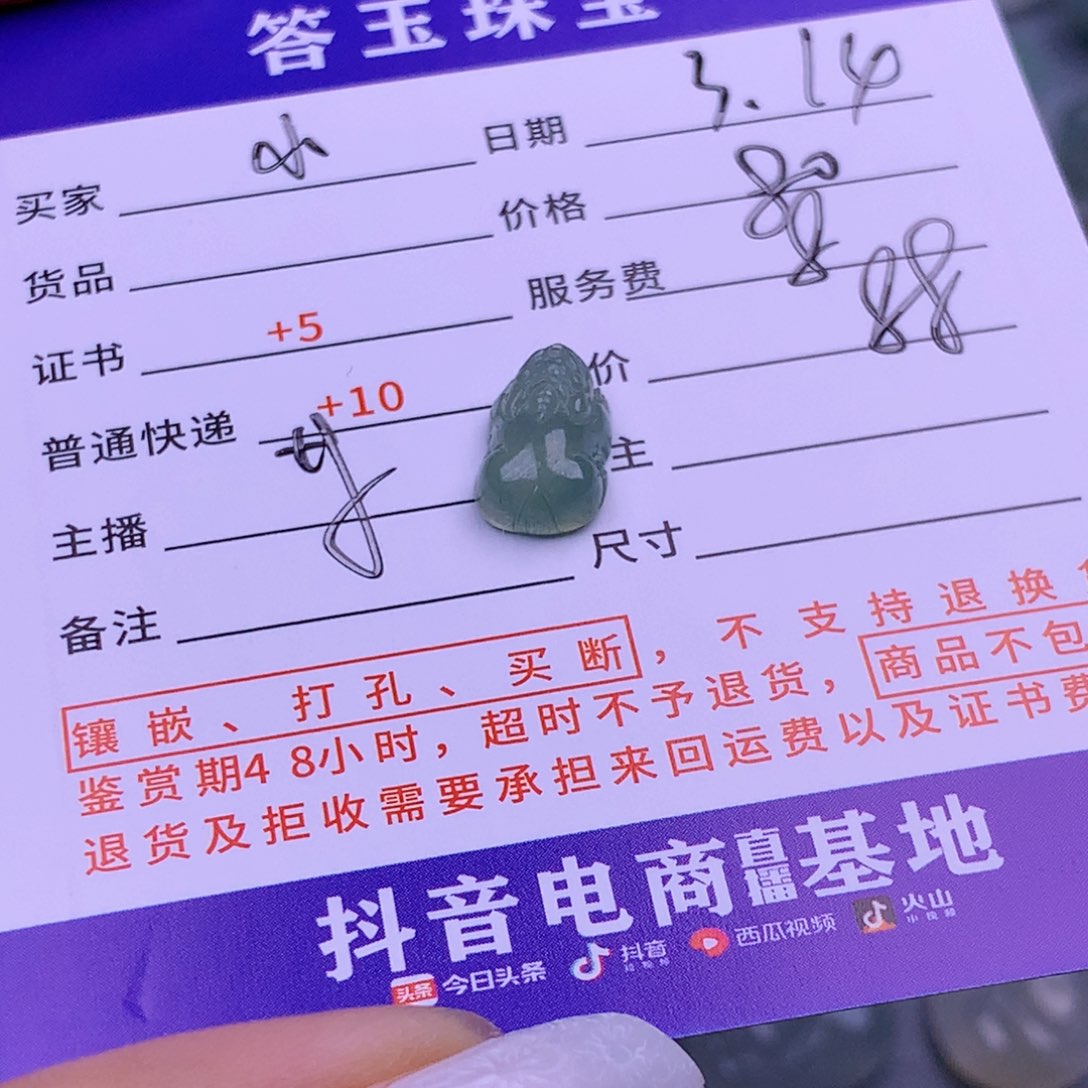 答玉珠宝
买家 小 日期 3.14
货品 价格 80
证书 +5 服务费 8
普通快递 +10 价 88
主播 主
备注 尺寸
镶嵌、打孔、买断，不支持退换
鉴赏期48小时，超时不予退货，商品不包
退货及拒收需要承担来回运费以及证书费
抖音电商直播基地
头条 今日头条 抖音 西瓜视频 火山